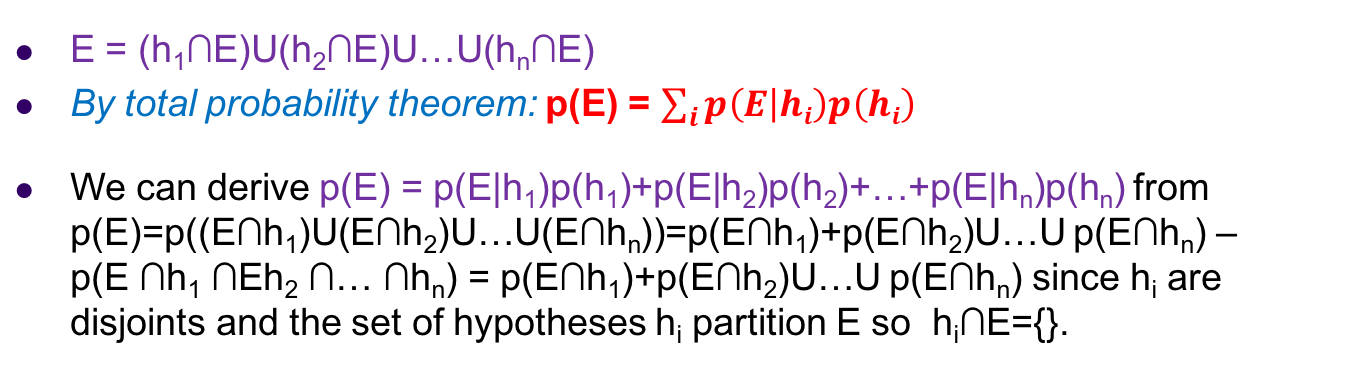 • E = (h₁∩E)U(h₂∩E)U…U(hₙ∩E)
• By total probability theorem: p(E) = ∑ᵢ p(E|hᵢ)p(hᵢ)
• We can derive p(E) = p(E|h₁)p(h₁)+p(E|h₂)p(h₂)+…+p(E|hₙ)p(hₙ) from
p(E)=p((E∩h₁)U(E∩h₂)U…U(E∩hₙ))=p(E∩h₁)+p(E∩h₂)U…U p(E∩hₙ) –
p(E ∩h₁ ∩Eh₂ ∩… ∩hₙ) = p(E∩h₁)+p(E∩h₂)U…U p(E∩hₙ) since hᵢ are
disjoints and the set of hypotheses hᵢ partition E so hᵢ∩E={}.